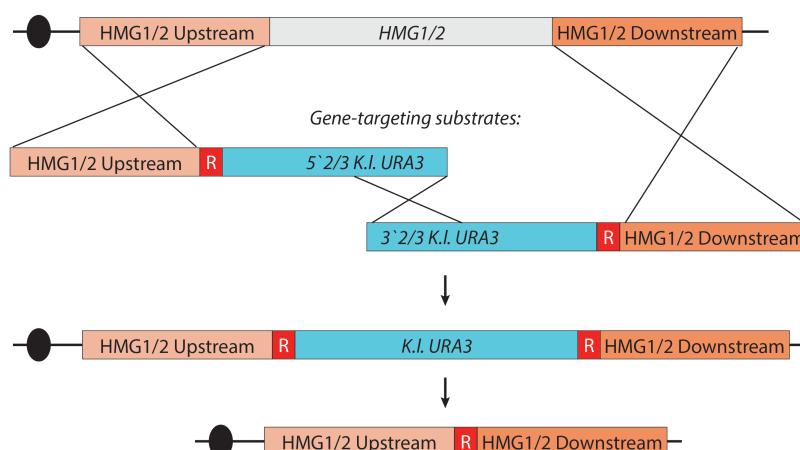 HMG1/2 Upstream HMG1/2 HMG1/2 Downstream
Gene-targeting substrates:
HMG1/2 Upstream R 5`2/3 K.l. URA3
3`2/3 K.l. URA3 R HMG1/2 Downstream
HMG1/2 Upstream R K.l. URA3 R HMG1/2 Downstream
HMG1/2 Upstream R HMG1/2 Downstream